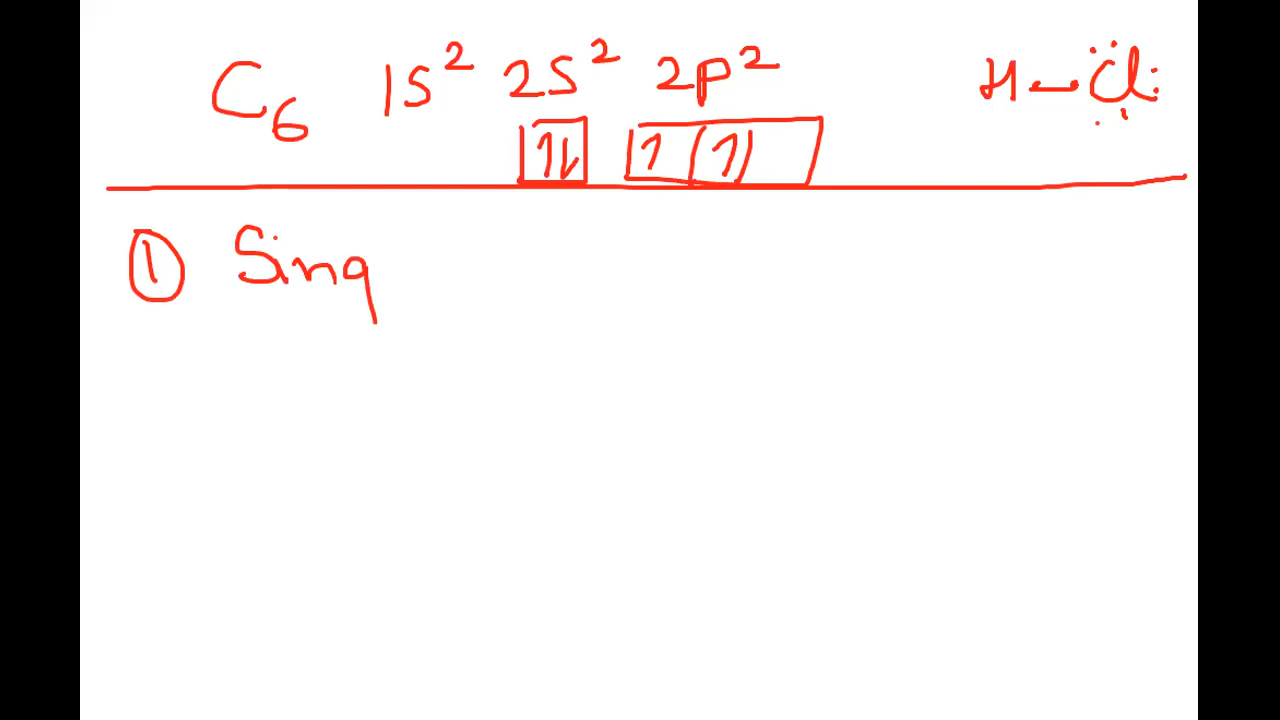 C₆ 1S² 2S² 2P² H-Cl
↑↓ ↑ ↑
① Sing